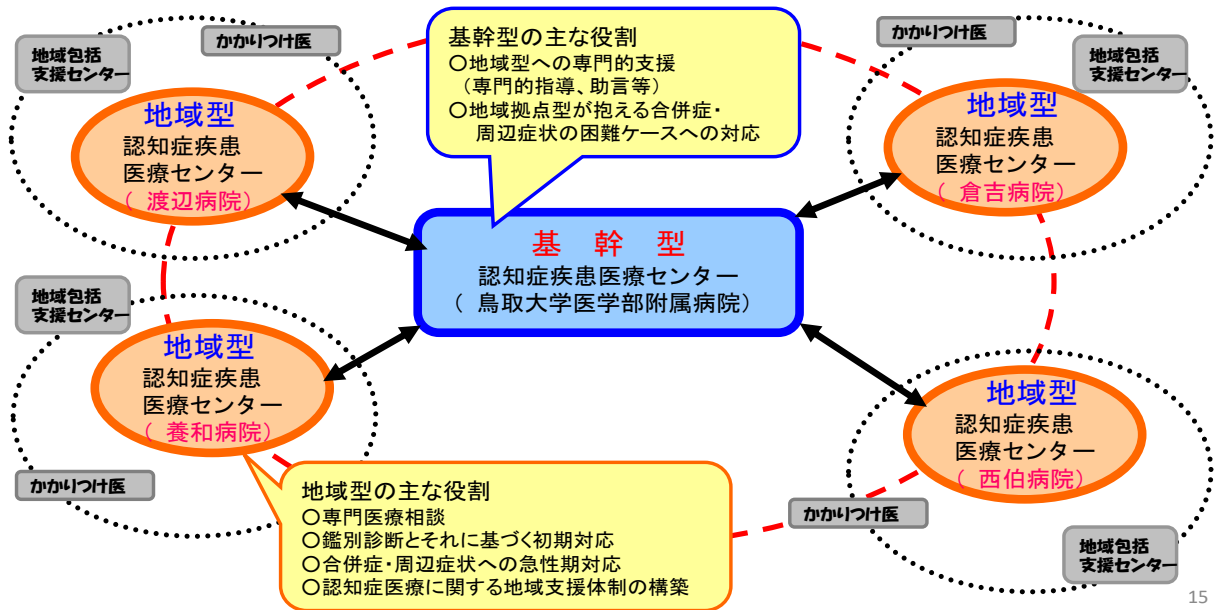 かかりつけ医
地域包括
支援センター
地域型
認知症疾患
医療センター
( 渡辺病院)
基幹型の主な役割
〇地域型への専門的支援
(専門的指導、助言等)
〇地域拠点型が抱える合併症・
周辺症状の困難ケースへの対応
かかりつけ医
地域包括
支援センター
地域型
認知症疾患
医療センター
( 倉吉病院)
基 幹 型
認知症疾患医療センター
( 鳥取大学医学部附属病院)
地域包括
支援センター
地域型
認知症疾患
医療センター
( 養和病院)
かかりつけ医
地域型の主な役割
〇専門医療相談
〇鑑別診断とそれに基づく初期対応
〇合併症・周辺症状への急性期対応
〇認知症医療に関する地域支援体制の構築
地域型
認知症疾患
医療センター
( 西伯病院)
かかりつけ医
地域包括
支援センター
15